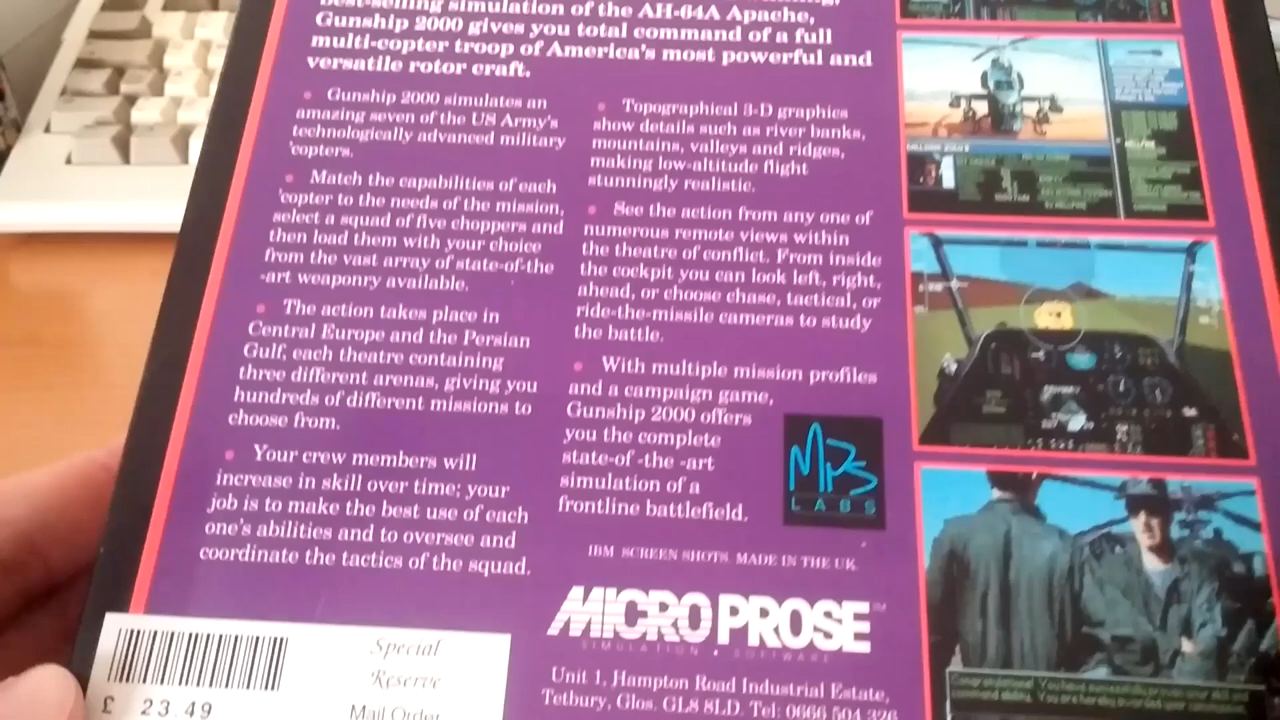 best-selling simulation of the AH-64A Apache,
Gunship 2000 gives you total command of a full
multi-copter troop of America's most powerful and
versatile rotor craft.
• Gunship 2000 simulates an
amazing seven of the US Army's
technologically advanced military
'copters.
• Match the capabilities of each
'copter to the needs of the mission,
select a squad of five choppers and
then load them with your choice
from the vast array of state-of-the
-art weaponry available.
• The action takes place in
Central Europe and the Persian
Gulf, each theatre containing
three different arenas, giving you
hundreds of different missions to
choose from.
• Your crew members will
increase in skill over time; your
job is to make the best use of each
one's abilities and to oversee and
coordinate the tactics of the squad.
• Topographical 3-D graphics
show details such as river banks,
mountains, valleys and ridges,
making low-altitude flight
stunningly realistic.
• See the action from any one of
numerous remote views within
the theatre of conflict. From inside
the cockpit you can look left, right,
ahead, or choose chase, tactical, or
ride-the-missile cameras to study
the battle.
• With multiple mission profiles
and a campaign game,
Gunship 2000 offers
you the complete
state-of -the -art
simulation of a
frontline battlefield.
MPS
LABS
IBM SCREEN SHOTS MADE IN THE UK
MICRO PROSE
SIMULATION • SOFTWARE
Unit 1, Hampton Road Industrial Estate,
Tetbury, Glos. GL8 8LD. Tel: 0666 504 326
Special
Reserve
Mail Order
£ 23.49